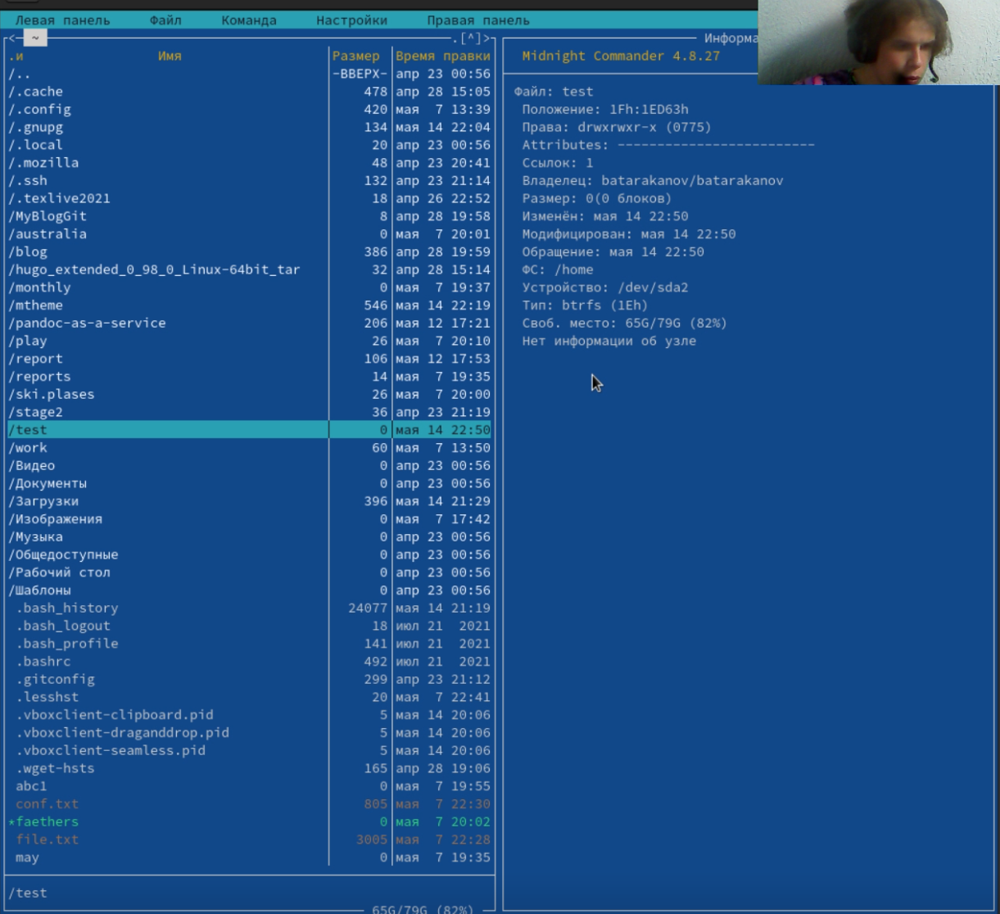 Левая панель Файл Команда Настройки Правая панель
<- ~ .[^]>
.и Имя Размер Время правки
/.. -ВВЕРХ- апр 23 00:56
/.cache 478 апр 28 15:05
/.config 420 мая 7 13:39
/.gnupg 134 мая 14 22:04
/.local 20 апр 23 00:56
/.mozilla 48 апр 23 20:41
/.ssh 132 апр 23 21:14
/.texlive2021 18 апр 26 22:52
/MyBlogGit 8 апр 28 19:58
/australia 0 мая 7 20:01
/blog 386 апр 28 19:59
/hugo_extended_0_98_0_Linux-64bit_tar 32 апр 28 15:14
/monthly 0 мая 7 19:37
/mtheme 546 мая 14 22:19
/pandoc-as-a-service 206 мая 12 17:21
/play 26 мая 7 20:10
/report 106 мая 12 17:53
/reports 14 мая 7 19:35
/ski.plases 26 мая 7 20:00
/stage2 36 апр 23 21:19
/test 0 мая 14 22:50
/work 60 мая 7 13:50
/Видео 0 апр 23 00:56
/Документы 0 апр 23 00:56
/Загрузки 396 мая 14 21:29
/Изображения 0 мая 7 17:42
/Музыка 0 апр 23 00:56
/Общедоступные 0 апр 23 00:56
/Рабочий стол 0 апр 23 00:56
/Шаблоны 0 апр 23 00:56
.bash_history 24077 мая 14 21:19
.bash_logout 18 июл 21 2021
.bash_profile 141 июл 21 2021
.bashrc 492 июл 21 2021
.gitconfig 299 апр 23 21:12
.lesshst 20 мая 7 22:41
.vboxclient-clipboard.pid 5 мая 14 20:06
.vboxclient-draganddrop.pid 5 мая 14 20:06
.vboxclient-seamless.pid 5 мая 14 20:06
.wget-hsts 165 апр 28 19:06
abc1 0 мая 7 19:55
conf.txt 805 мая 7 22:30
*faethers 0 мая 7 20:02
file.txt 3005 мая 7 22:28
may 0 мая 7 19:35
/test
65G/79G (82%)
Информа
Midnight Commander 4.8.27
Файл: test
Положение: 1Fh:1ED63h
Права: drwxrwxr-x (0775)
Attributes: -------------------------
Ссылок: 1
Владелец: batarakanov/batarakanov
Размер: 0(0 блоков)
Изменён: мая 14 22:50
Модифицирован: мая 14 22:50
Обращение: мая 14 22:50
ФС: /home
Устройство: /dev/sda2
Тип: btrfs (1Eh)
Своб. место: 65G/79G (82%)
Нет информации об узле